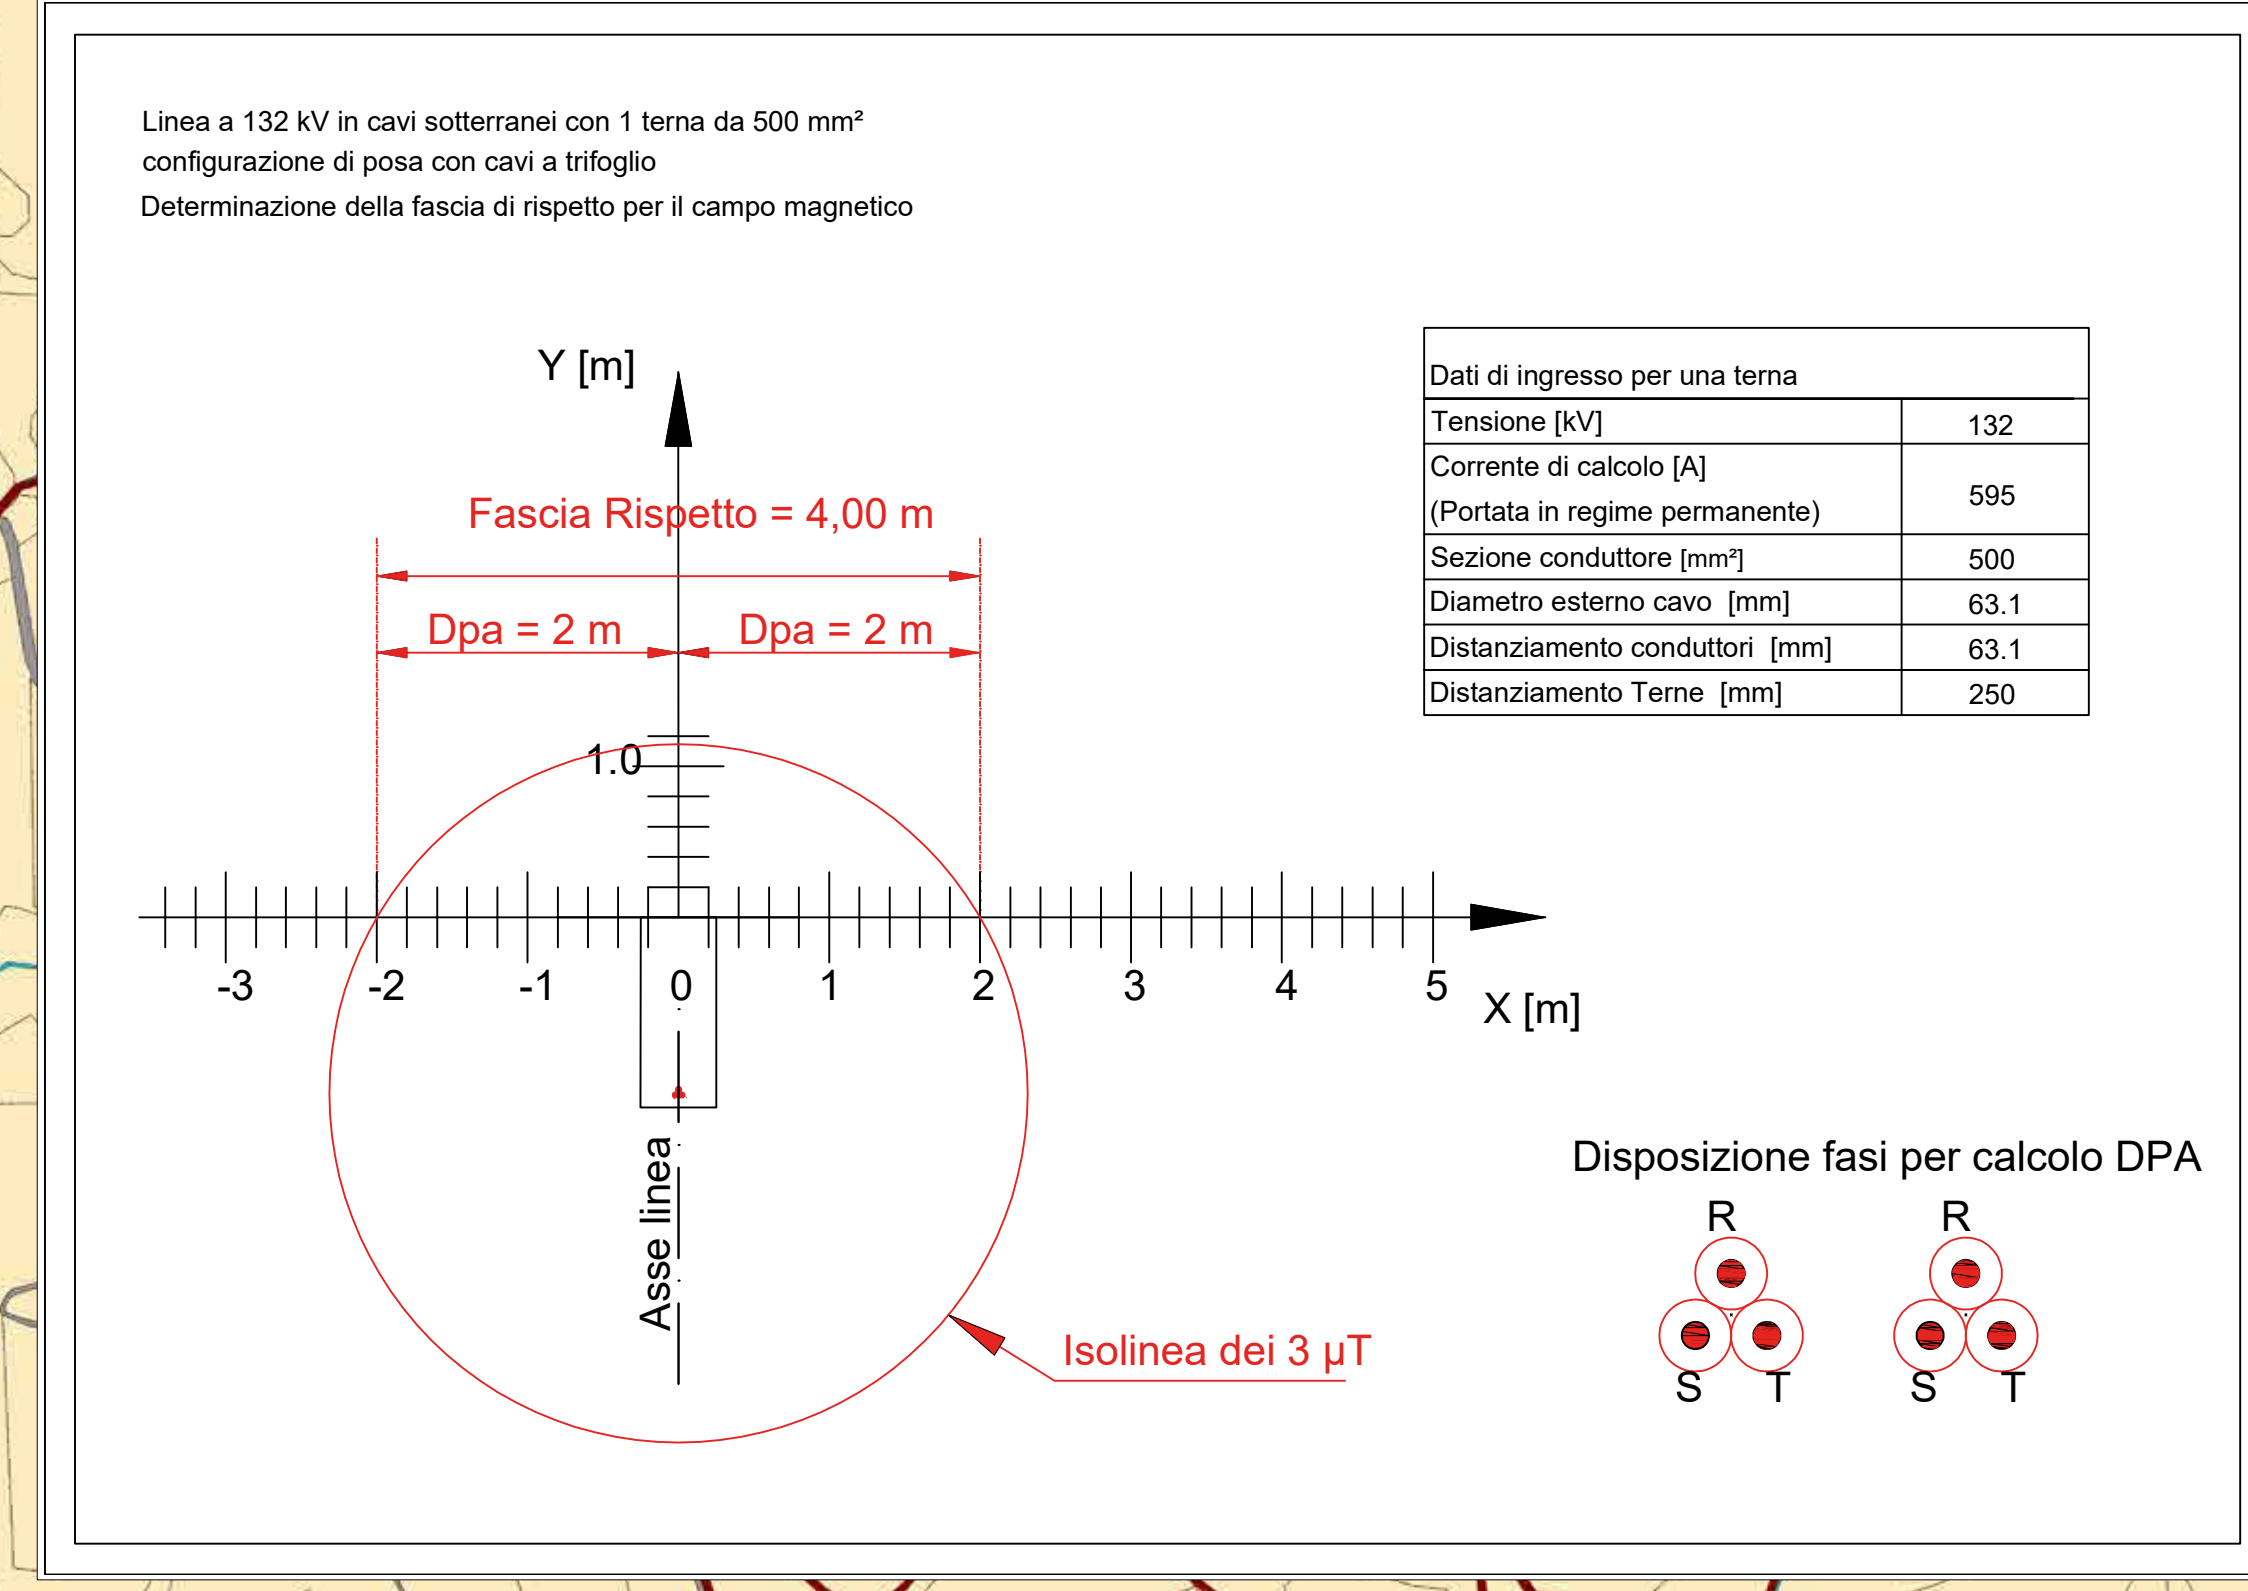 Linea a 132 kV in cavi sotterranei con 1 terna da 500 mm²
configurazione di posa con cavi a trifoglio
Determinazione della fascia di rispetto per il campo magnetico
Y [m]
Fascia Rispetto = 4,00 m
Dpa = 2 m Dpa = 2 m
1.0
-3 -2 -1 0 1 2 3 4 5
X [m]
Asse linea
Isolinea dei 3 µT
Dati di ingresso per una terna
Tensione [kV] 132
Corrente di calcolo [A]
(Portata in regime permanente) 595
Sezione conduttore [mm²] 500
Diametro esterno cavo [mm] 63.1
Distanziamento conduttori [mm] 63.1
Distanziamento Terne [mm] 250
Disposizione fasi per calcolo DPA
R R
S T S T